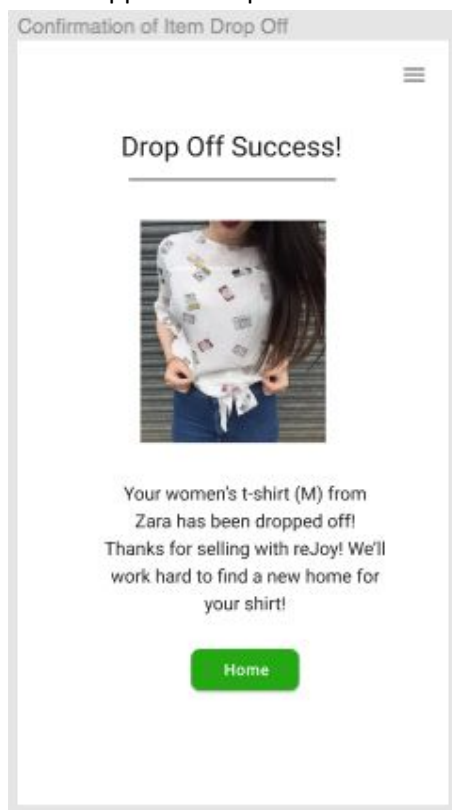 Confirmation of Item Drop Off
Drop Off Success!
Your women's t-shirt (M) from
Zara has been dropped off!
Thanks for selling with reJoy! We'll
work hard to find a new home for
your shirt!
Home